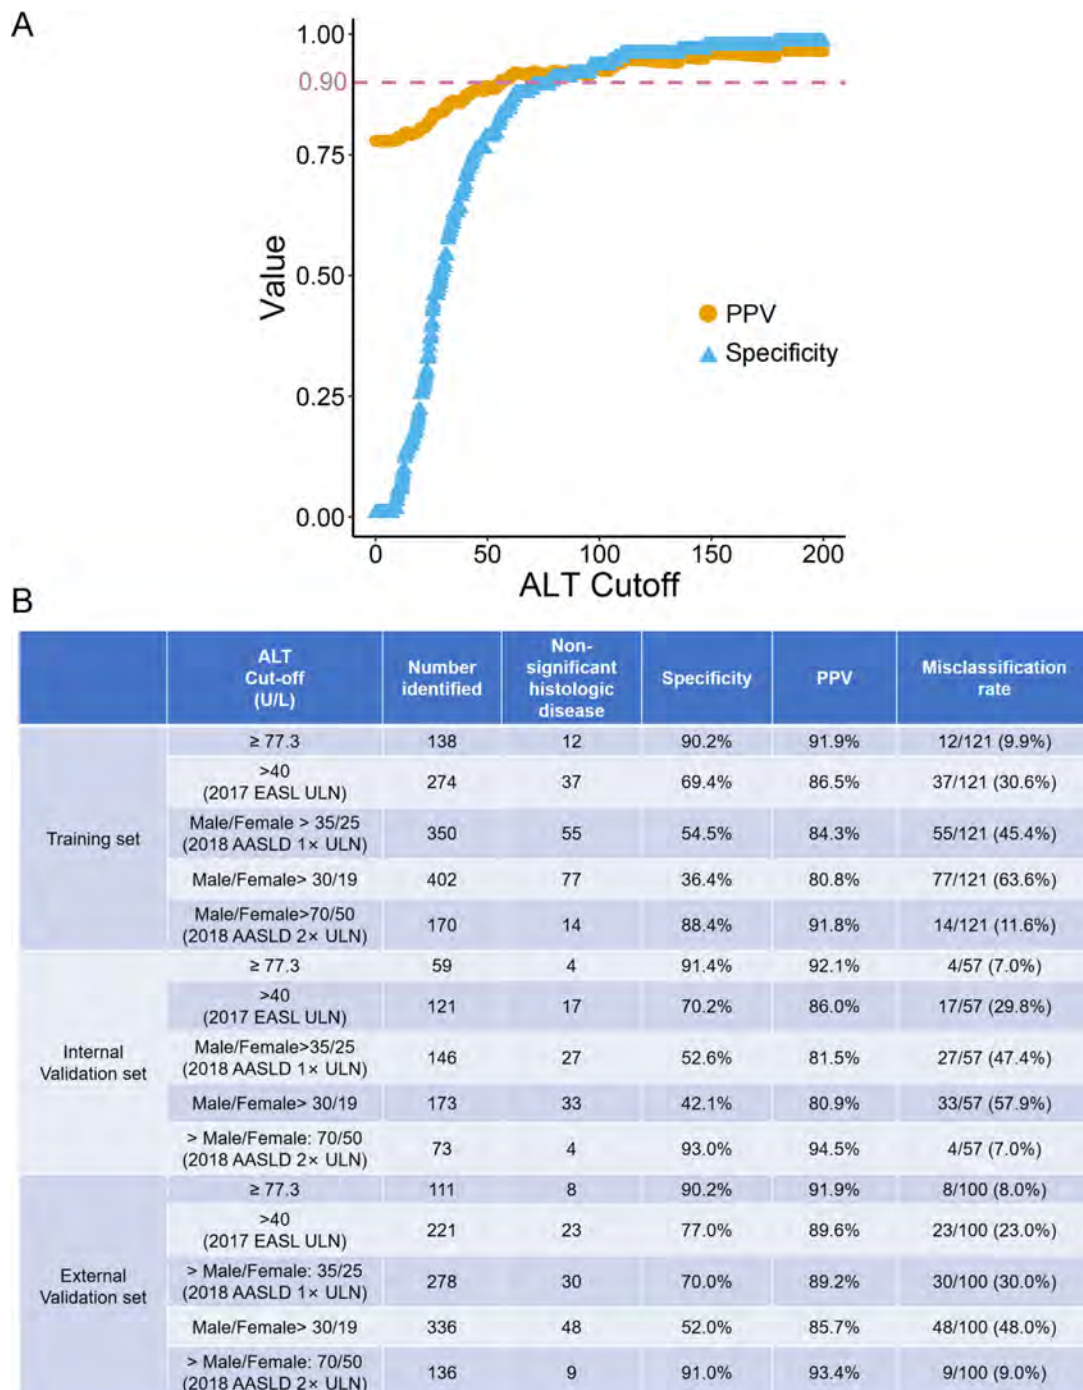 A
1.00
0.90
0.75
0.50
0.25
0.00
Value
PPV
Specificity
0 50 100 150 200
ALT Cutoff
B
ALT Cut-off (U/L) Number identified Non-significant histologic disease Specificity PPV Misclassification rate
Training set
≥ 77.3 138 12 90.2% 91.9% 12/121 (9.9%)
>40 (2017 EASL ULN) 274 37 69.4% 86.5% 37/121 (30.6%)
Male/Female > 35/25 (2018 AASLD 1× ULN) 350 55 54.5% 84.3% 55/121 (45.4%)
Male/Female> 30/19 402 77 36.4% 80.8% 77/121 (63.6%)
Male/Female>70/50 (2018 AASLD 2× ULN) 170 14 88.4% 91.8% 14/121 (11.6%)
Internal Validation set
≥ 77.3 59 4 91.4% 92.1% 4/57 (7.0%)
>40 (2017 EASL ULN) 121 17 70.2% 86.0% 17/57 (29.8%)
Male/Female>35/25 (2018 AASLD 1× ULN) 146 27 52.6% 81.5% 27/57 (47.4%)
Male/Female> 30/19 173 33 42.1% 80.9% 33/57 (57.9%)
> Male/Female: 70/50 (2018 AASLD 2× ULN) 73 4 93.0% 94.5% 4/57 (7.0%)
External Validation set
≥ 77.3 111 8 90.2% 91.9% 8/100 (8.0%)
>40 (2017 EASL ULN) 221 23 77.0% 89.6% 23/100 (23.0%)
> Male/Female: 35/25 (2018 AASLD 1× ULN) 278 30 70.0% 89.2% 30/100 (30.0%)
Male/Female> 30/19 336 48 52.0% 85.7% 48/100 (48.0%)
> Male/Female: 70/50 (2018 AASLD 2× ULN) 136 9 91.0% 93.4% 9/100 (9.0%)